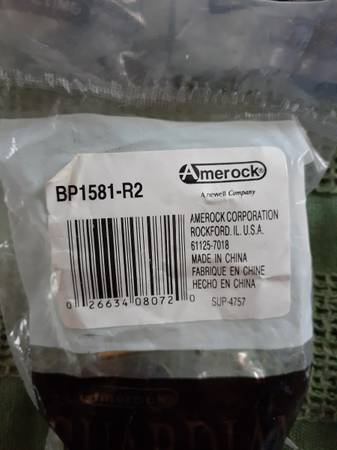 Amerock®
A newell Company
BP1581-R2
AMEROCK CORPORATION
ROCKFORD. IL. U.S.A.
61125-7018
MADE IN CHINA
FABRIQUE EN CHINE
HECHO EN CHINA
SUP-4757
0 26634 08072 0
Amerock